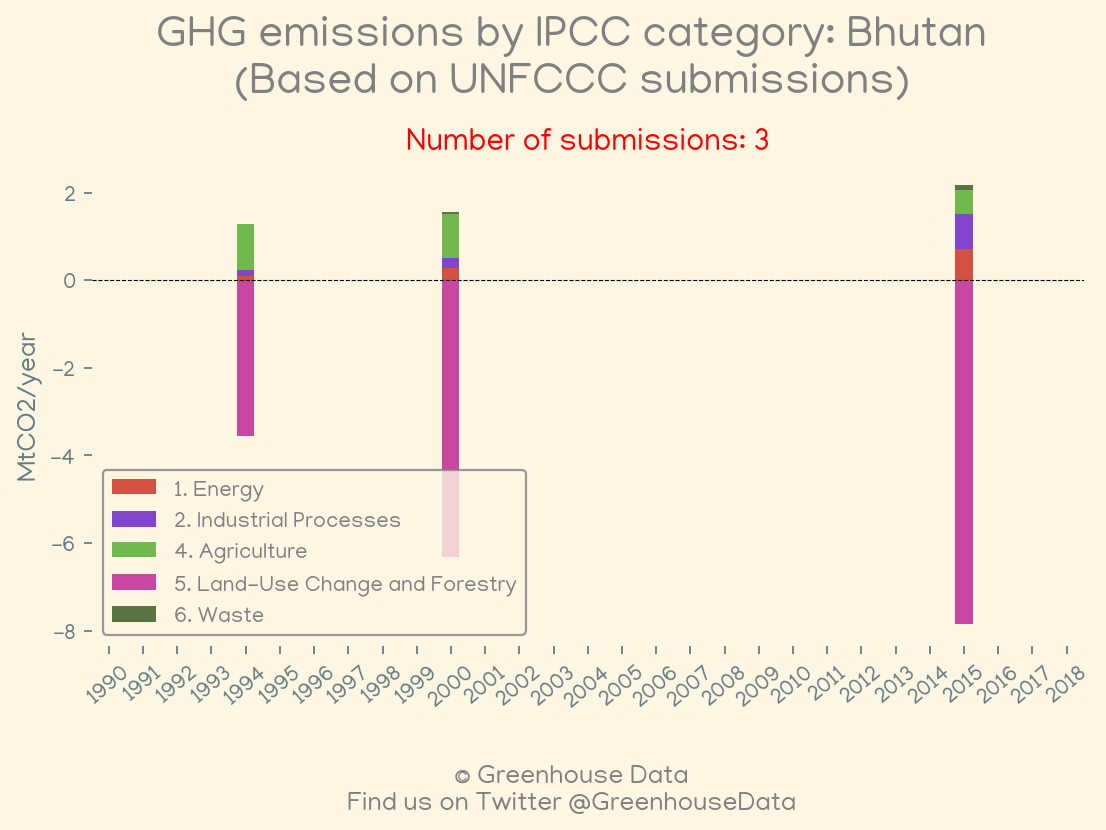 GHG emissions by IPCC category: Bhutan
(Based on UNFCCC submissions)
Number of submissions: 3
MtCO2/year
2
0
−2
−4
−6
−8
1. Energy
2. Industrial Processes
4. Agriculture
5. Land-Use Change and Forestry
6. Waste
1990 1991 1992 1993 1994 1995 1996 1997 1998 1999 2000 2001 2002 2003 2004 2005 2006 2007 2008 2009 2010 2011 2012 2013 2014 2015 2016 2017 2018
© Greenhouse Data
Find us on Twitter @GreenhouseData